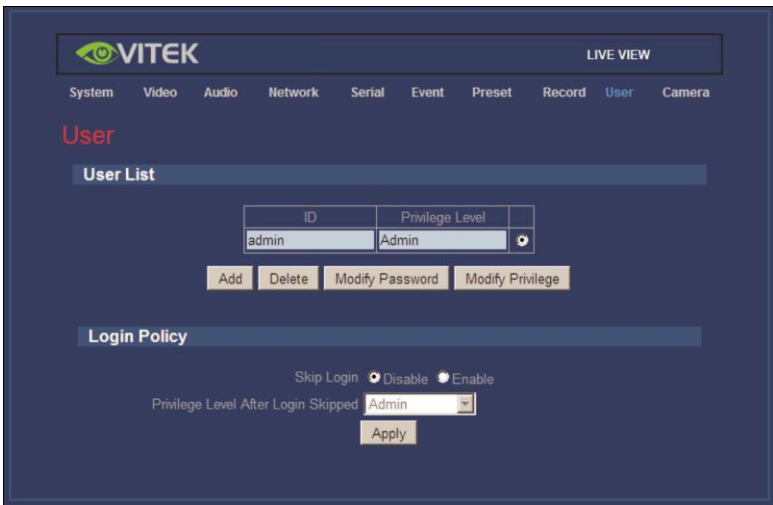 VITEK
LIVE VIEW
System Video Audio Network Serial Event Preset Record User Camera
User
User List
ID Privilege Level
admin Admin
Add Delete Modify Password Modify Privilege
Login Policy
Skip Login Disable Enable
Privilege Level After Login Skipped Admin
Apply